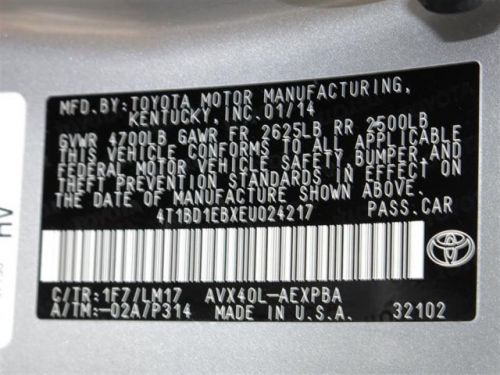 MFD.BY:TOYOTA MOTOR MANUFACTURING,
KENTUCKY, INC.01/14
GVWR 4700LB GAWR FR 2625LB RR 2500LB
THIS VEHICLE CONFORMS TO ALL APPLICABLE
FEDERAL MOTOR VEHICLE SAFETY,BUMPER,AND
THEFT PREVENTION STANDARDS IN EFFECT ON
THE DATE OF MANUFACTURE SHOWN ABOVE.
4T1BD1EBXEU024217 PASS.CAR
C/TR:1F7/LM17 AVX40L-AEXPBA
A/TM:-02A/P314 MADE IN U.S.A. 32102
HV